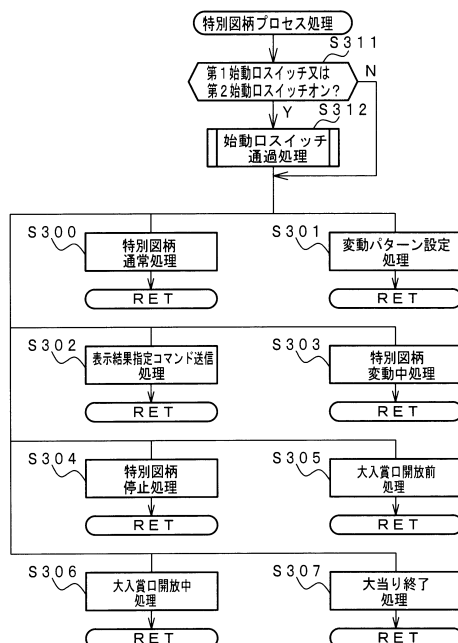 特別図柄プロセス処理
S311
第1始動口スイッチ又は
第2始動口スイッチオン?
N
Y
S312
始動口スイッチ
通過処理
S300
特別図柄
通常処理
RET
S301
変動パターン設定
処理
RET
S302
表示結果指定コマンド送信
処理
RET
S303
特別図柄
変動中処理
RET
S304
特別図柄
停止処理
RET
S305
大入賞口開放前
処理
RET
S306
大入賞口開放中
処理
RET
S307
大当り終了
処理
RET